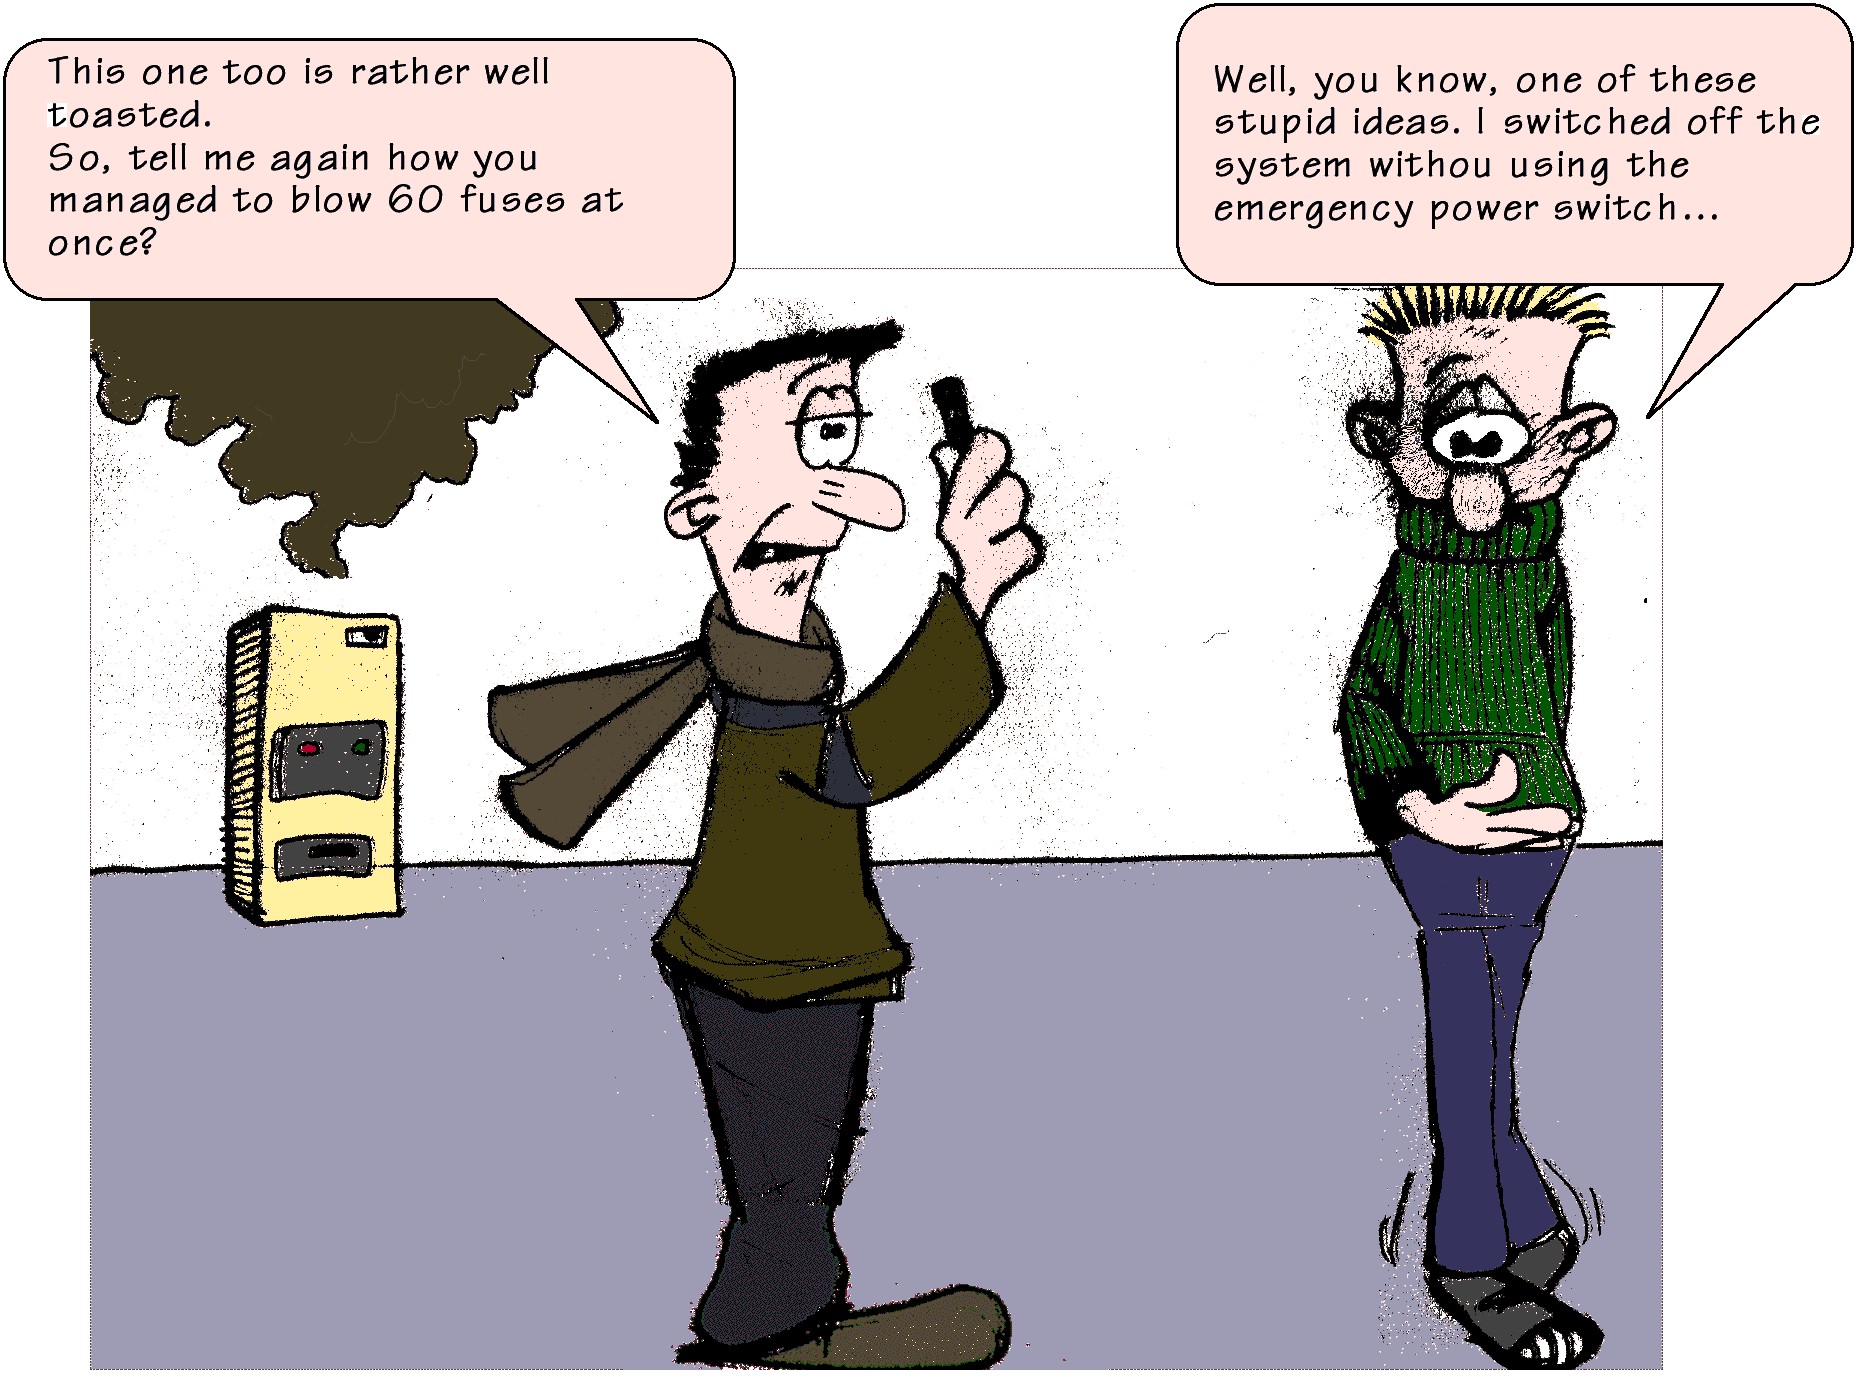 This one too is rather well
toasted.
So, tell me again how you
managed to blow 60 fuses at
once?
Well, you know, one of these
stupid ideas. I switched off the
system withou using the
emergency power switch...